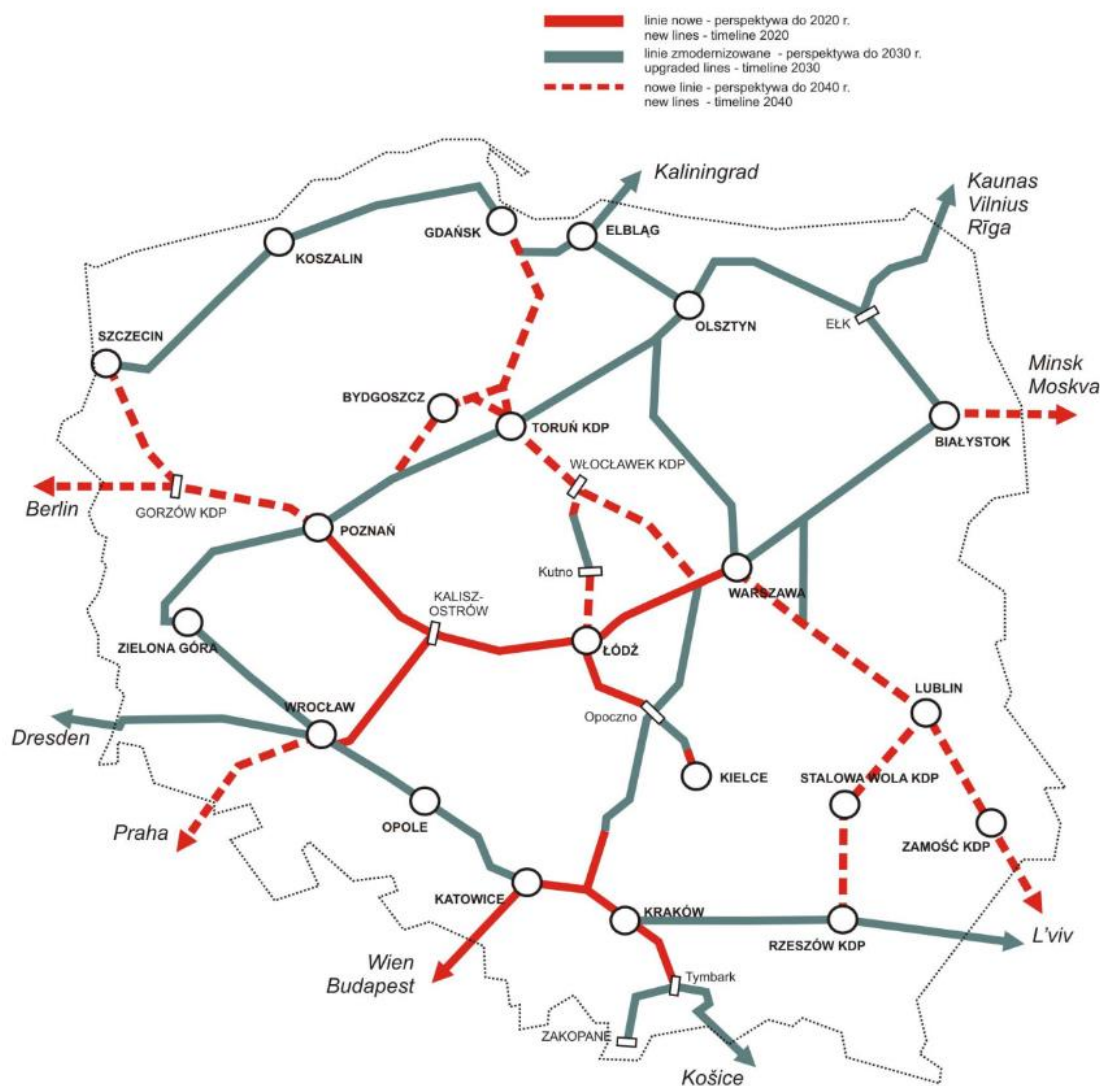 linie nowe - perspektywa do 2020 r.
new lines - timeline 2020
linie zmodernizowane - perspektywa do 2030 r.
upgraded lines - timeline 2030
nowe linie - perspektywa do 2040 r.
new lines - timeline 2040
Kaliningrad
Kaunas
Vilnius
Rīga
GDAŃSK
ELBLĄG
KOSZALIN
OLSZTYN
EŁK
SZCZECIN
Minsk
Moskva
BYDGOSZCZ
TORUŃ KDP
BIAŁYSTOK
WŁOCŁAWEK KDP
Berlin
GORZÓW KDP
POZNAŃ
Kutno
WARSZAWA
KALISZ-
OSTRÓW
ZIELONA GÓRA
ŁÓDŹ
LUBLIN
WROCŁAW
Opoczno
Dresden
KIELCE
STALOWA WOLA KDP
Praha
OPOLE
ZAMOŚĆ KDP
KATOWICE
KRAKÓW
RZESZÓW KDP
L'viv
Wien
Budapest
Tymbark
ZAKOPANE
Košice